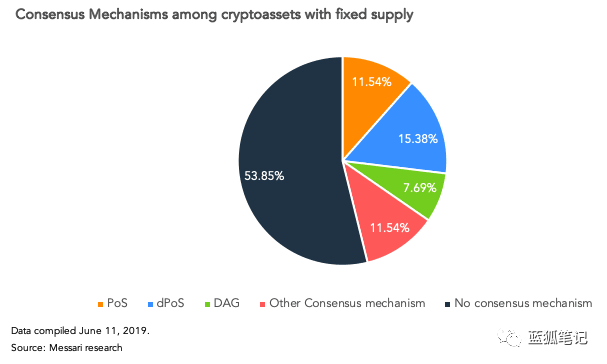 Consensus Mechanisms among cryptoassets with fixed supply
11.54%
15.38%
7.69%
11.54%
53.85%
PoS dPoS DAG Other Consensus mechanism No consensus mechanism
Data compiled June 11, 2019.
Source: Messari research
蓝狐笔记